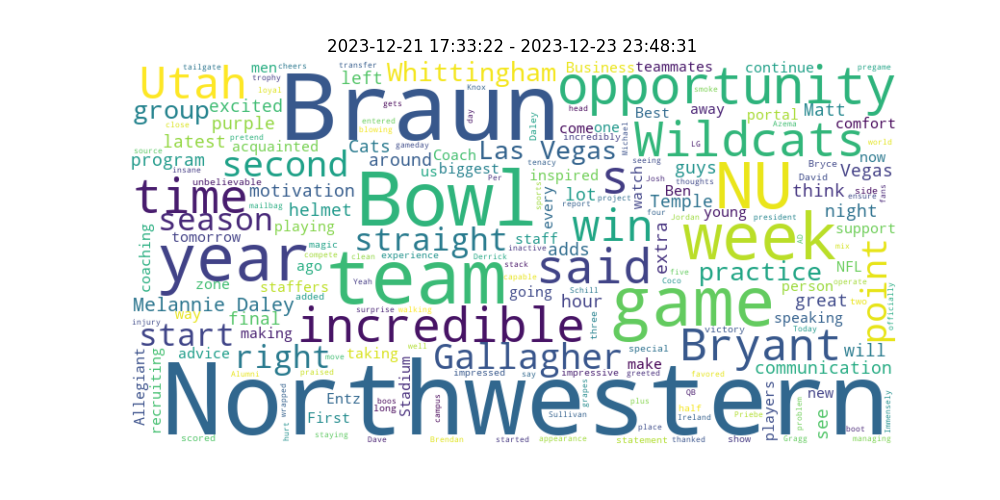 2023-12-21 17:33:22 - 2023-12-23 23:48:31
tailgate men cheers transfer Whittingham Business teammates continue pregame
Utah trophy loyal left Knox opportunity
group excited Braun gets day smoke away portal Matt
purple entered head Daley come one Best Wildcats comfort
close pretend blowing gameday incredibly Michael LG Azema world
latest acquainted Cats Coach Las Vegas seeing now
source program second around us biggest tenacy guys Bryce Vegas
insane unbelievable Per inspired s watch Josh thoughts David side fans
time motivation Bowl every lot Ben NU think ensure
mailbag helmet sports report project Temple four young Jordan president night
season playing straight staff win extra week AD support
tomorrow magic compete clean experience inactive Derrick adds mix
coaching year ago team stack said practice NFL point
zone staffers Yeah capable going Schill hour five Coco person operate two officially
Melannie Daley added surprise walking three game great
way final incredible speaking
injury start making victory Today
Allegiant recruiting advice right taking move well Gallagher special make Bryant will
Alumni praised stadium impressed say impressive greeted favored communication
Northwestern
hurt wrapped Entz boos long campus grapes plus QB half Priebe players new see problem boot Immensely
First Sullivan place Ireland Gragg
scored staying Dave Brendan started appearance statement thanked show managing